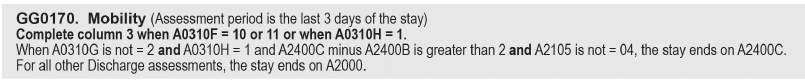 GG0170. Mobility (Assessment period is the last 3 days of the stay)
Complete column 3 when A0310F = 10 or 11 or when A0310H = 1.
When A0310G is not = 2 and A0310H = 1 and A2400C minus A2400B is greater than 2 and A2105 is not = 04, the stay ends on A2400C.
For all other Discharge assessments, the stay ends on A2000.